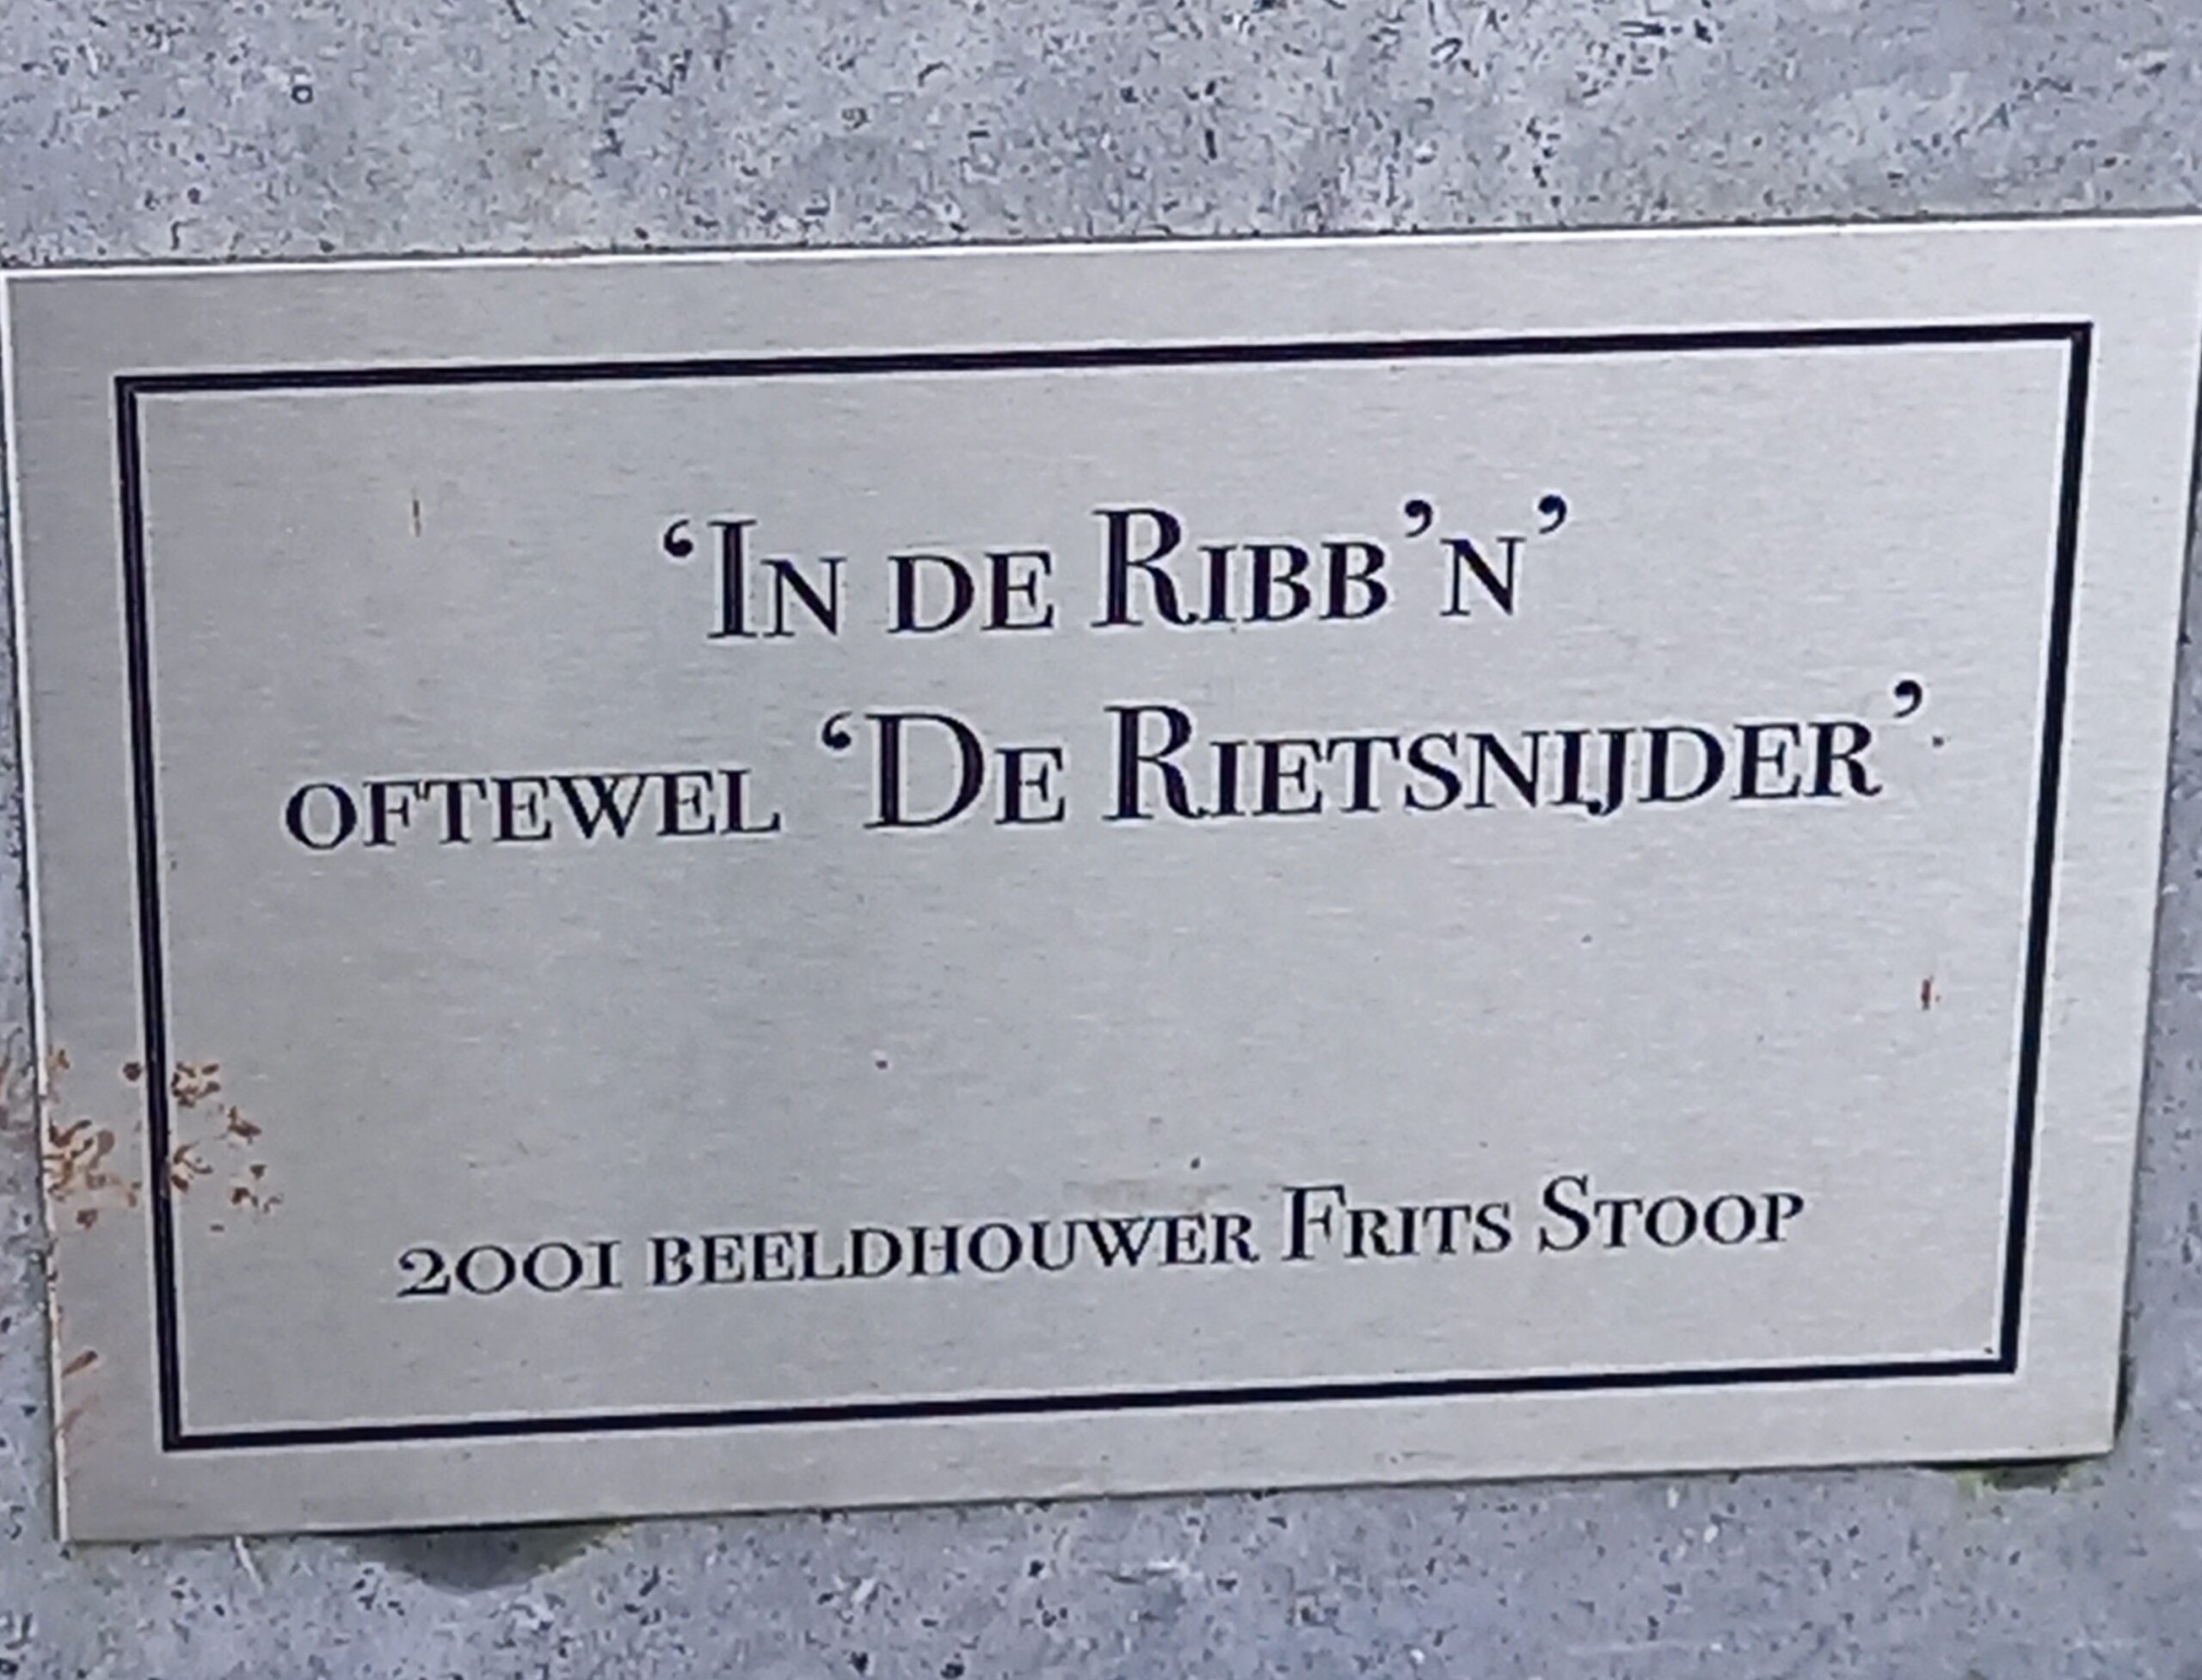 ‘In de Ribb’n’
oftewel ‘De Rietsnijder’
2001 beeldhouwer Frits Stoop